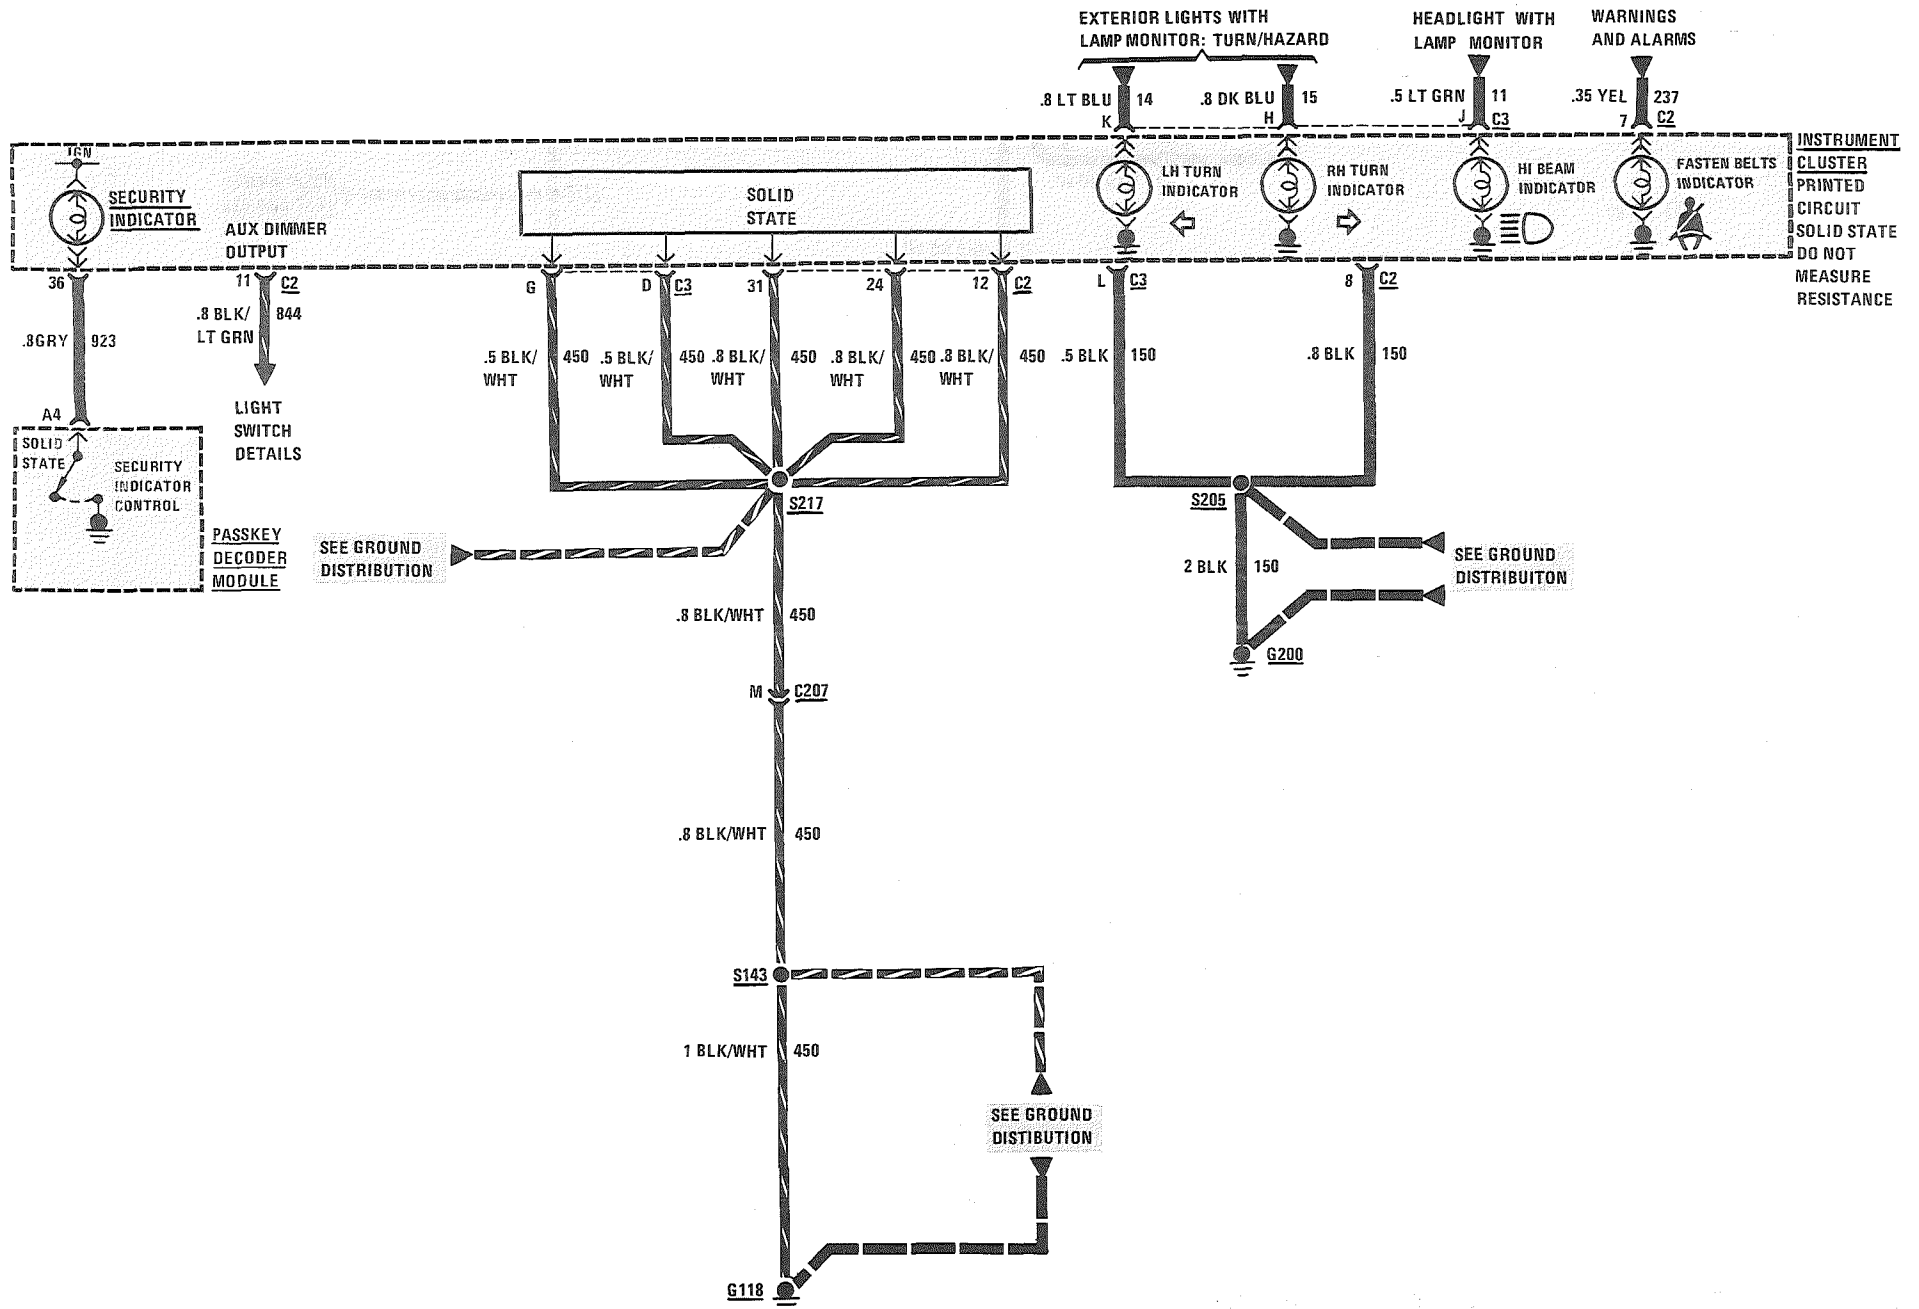 EXTERIOR LIGHTS WITH
LAMP MONITOR: TURN/HAZARD
HEADLIGHT WITH
LAMP MONITOR
WARNINGS
AND ALARMS
.8 LT BLU 14
.8 DK BLU 15
.5 LT GRN 11
.35 YEL 237
K
H
J C3
7 C2
INSTRUMENT
CLUSTER
PRINTED
CIRCUIT
SOLID STATE
DO NOT
MEASURE
RESISTANCE
IGN
SECURITY
INDICATOR
AUX DIMMER
OUTPUT
SOLID
STATE
LH TURN
INDICATOR
RH TURN
INDICATOR
HI BEAM
INDICATOR
FASTEN BELTS
INDICATOR
36
11 C2
G
D C3
31
24
12 C2
L C3
8 C2
.8GRY 923
.8 BLK/ 844
LT GRN
.5 BLK/ 450
WHT
.5 BLK/ 450
WHT
.8 BLK/ 450
WHT
.8 BLK/ 450
WHT
.8 BLK/ 450
WHT
.5 BLK 150
.8 BLK 150
A4
LIGHT
SWITCH
DETAILS
SOLID
STATE
SECURITY
INDICATOR
CONTROL
PASSKEY
DECODER
MODULE
S217
S205
SEE GROUND
DISTRIBUTION
2 BLK 150
SEE GROUND
DISTRIBUITON
.8 BLK/WHT 450
G200
M C207
.8 BLK/WHT 450
S143
1 BLK/WHT 450
SEE GROUND
DISTIBUTION
G118